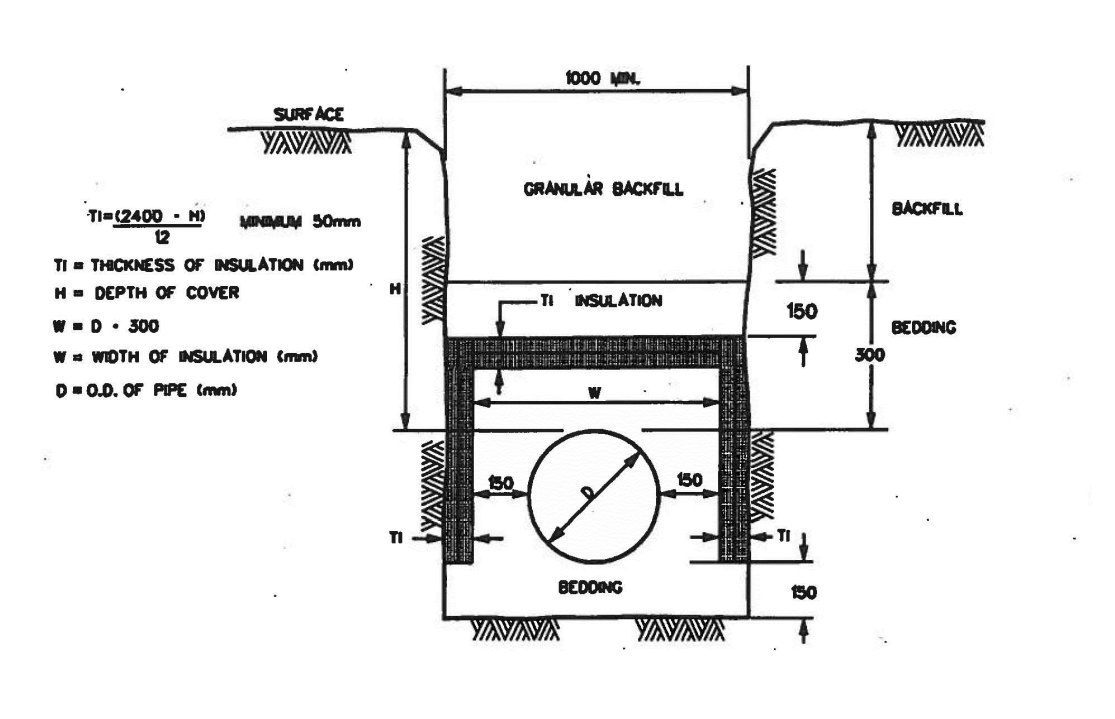 1000 MIN.
SURFACE
GRANULAR BACKFILL
BACKFILL
TI=(2400 - H)
12
MINIMUM 50mm
TI = THICKNESS OF INSULATION (mm)
H = DEPTH OF COVER
W = D + 300
W = WIDTH OF INSULATION (mm)
D = O.D. OF PIPE (mm)
H
TI INSULATION
150
BEDDING
300
W
150
D
150
TI
TI
BEDDING
150